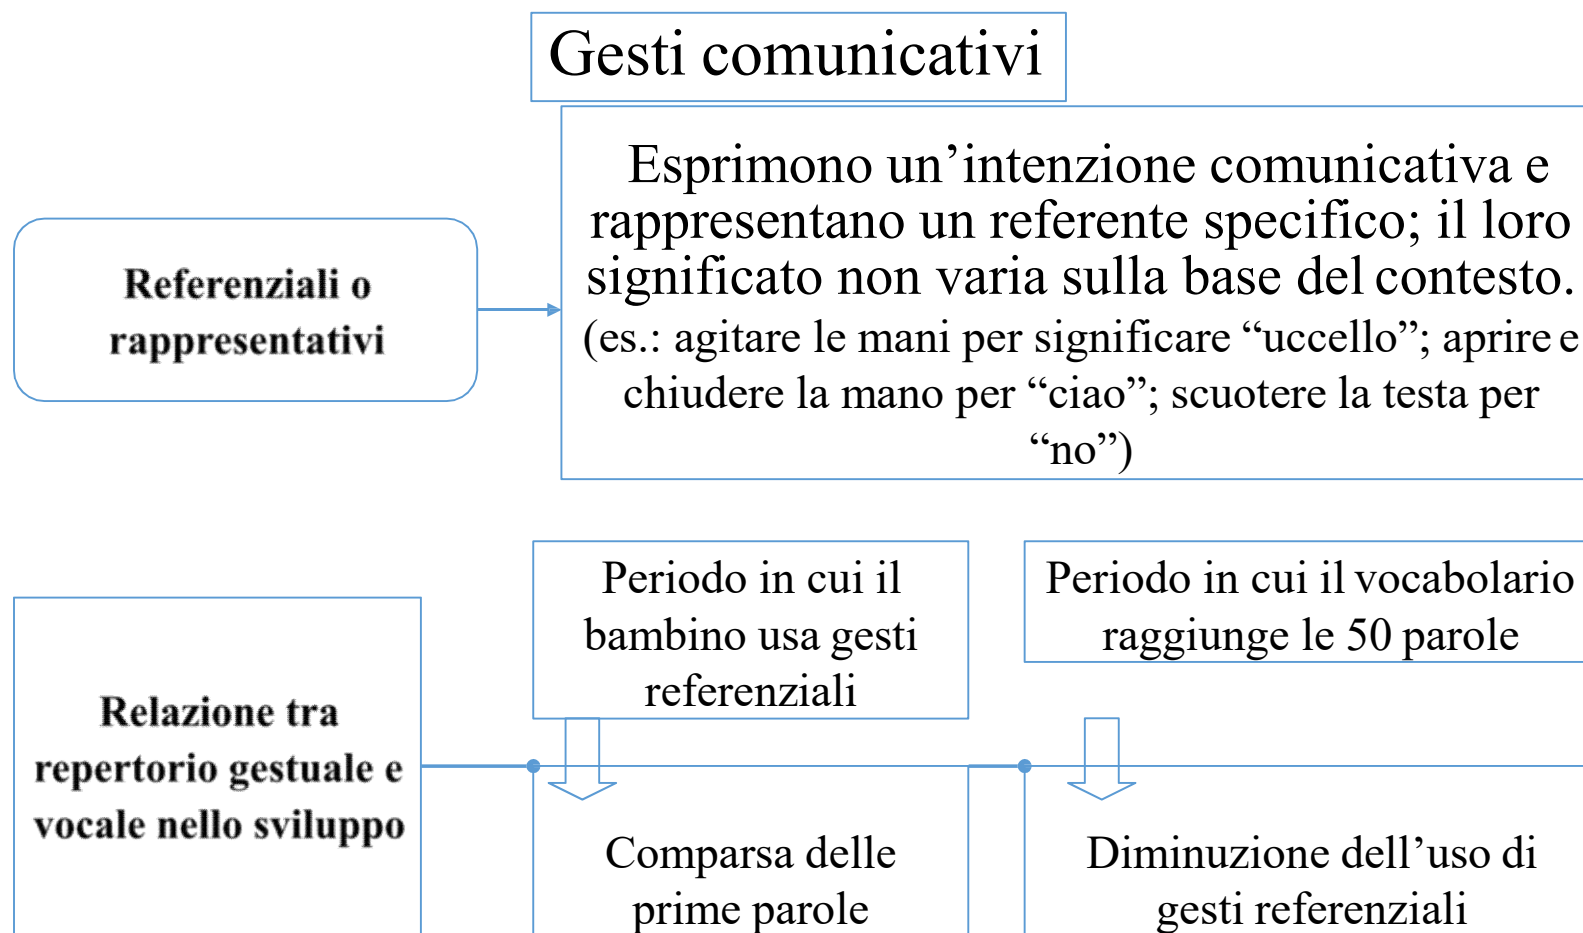 Gesti comunicativi
Referenziali o
rappresentativi
Esprimono un’intenzione comunicativa e
rappresentano un referente specifico; il loro
significato non varia sulla base del contesto.
(es.: agitare le mani per significare “uccello”; aprire e
chiudere la mano per “ciao”; scuotere la testa per
“no”)
Relazione tra
repertorio gestuale e
vocale nello sviluppo
Periodo in cui il
bambino usa gesti
referenziali
Comparsa delle
prime parole
Periodo in cui il vocabolario
raggiunge le 50 parole
Diminuzione dell’uso di
gesti referenziali